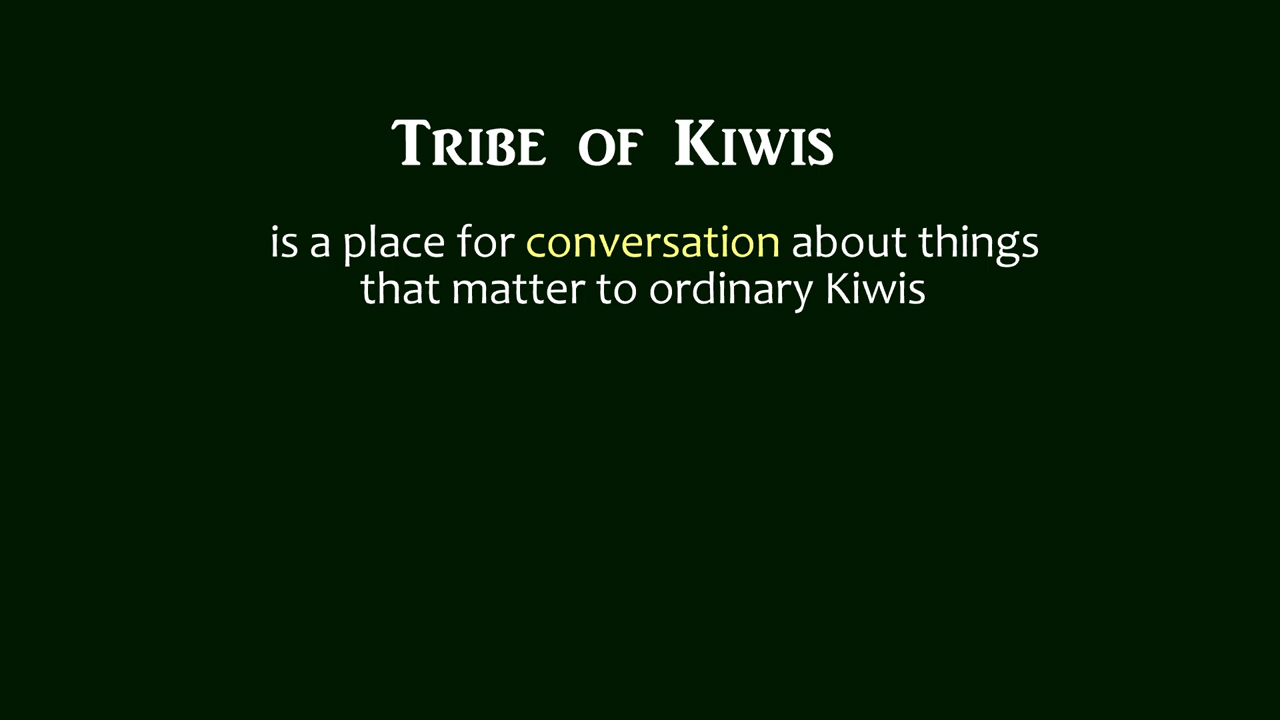 Tribe of Kiwis
is a place for conversation about things
that matter to ordinary Kiwis